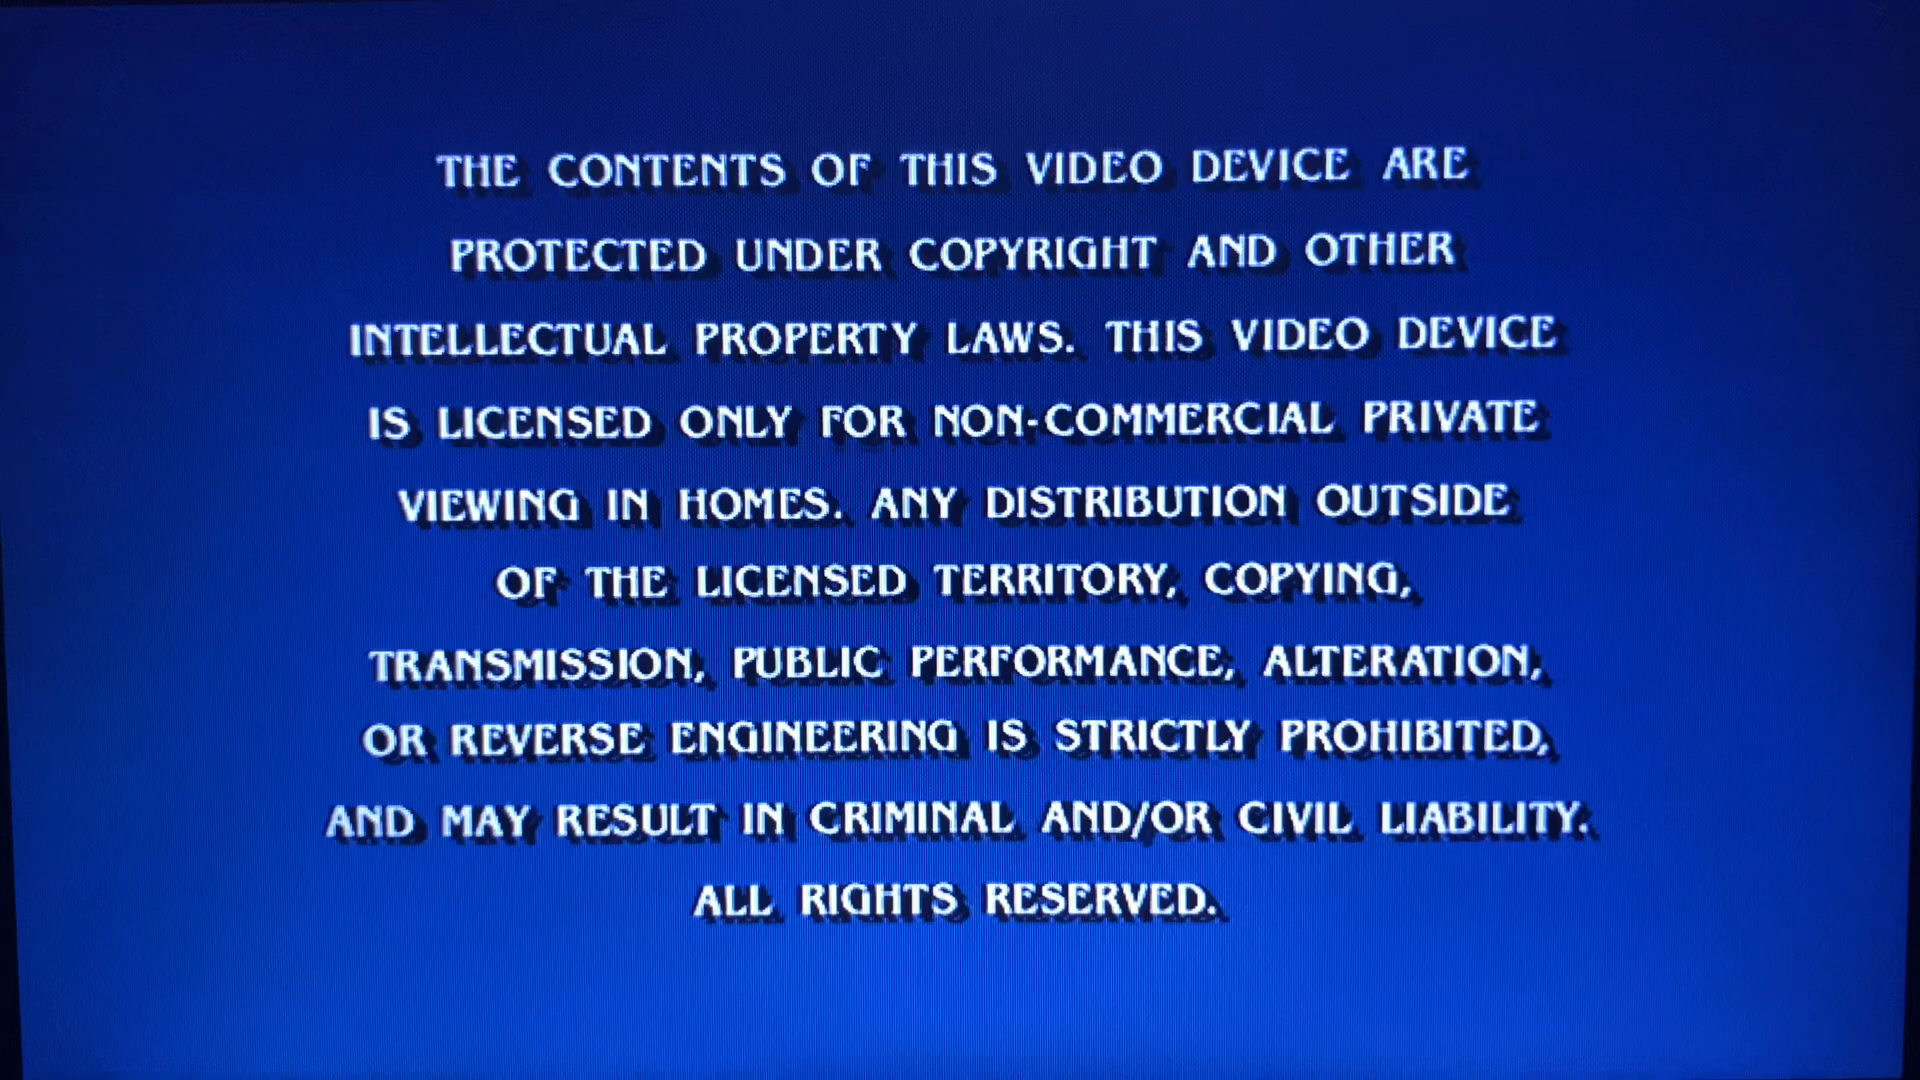 THE CONTENTS OF THIS VIDEO DEVICE ARE
PROTECTED UNDER COPYRIGHT AND OTHER
INTELLECTUAL PROPERTY LAWS. THIS VIDEO DEVICE
IS LICENSED ONLY FOR NON-COMMERCIAL PRIVATE
VIEWING IN HOMES. ANY DISTRIBUTION OUTSIDE
OF THE LICENSED TERRITORY, COPYING,
TRANSMISSION, PUBLIC PERFORMANCE, ALTERATION,
OR REVERSE ENGINEERING IS STRICTLY PROHIBITED,
AND MAY RESULT IN CRIMINAL AND/OR CIVIL LIABILITY.
ALL RIGHTS RESERVED.